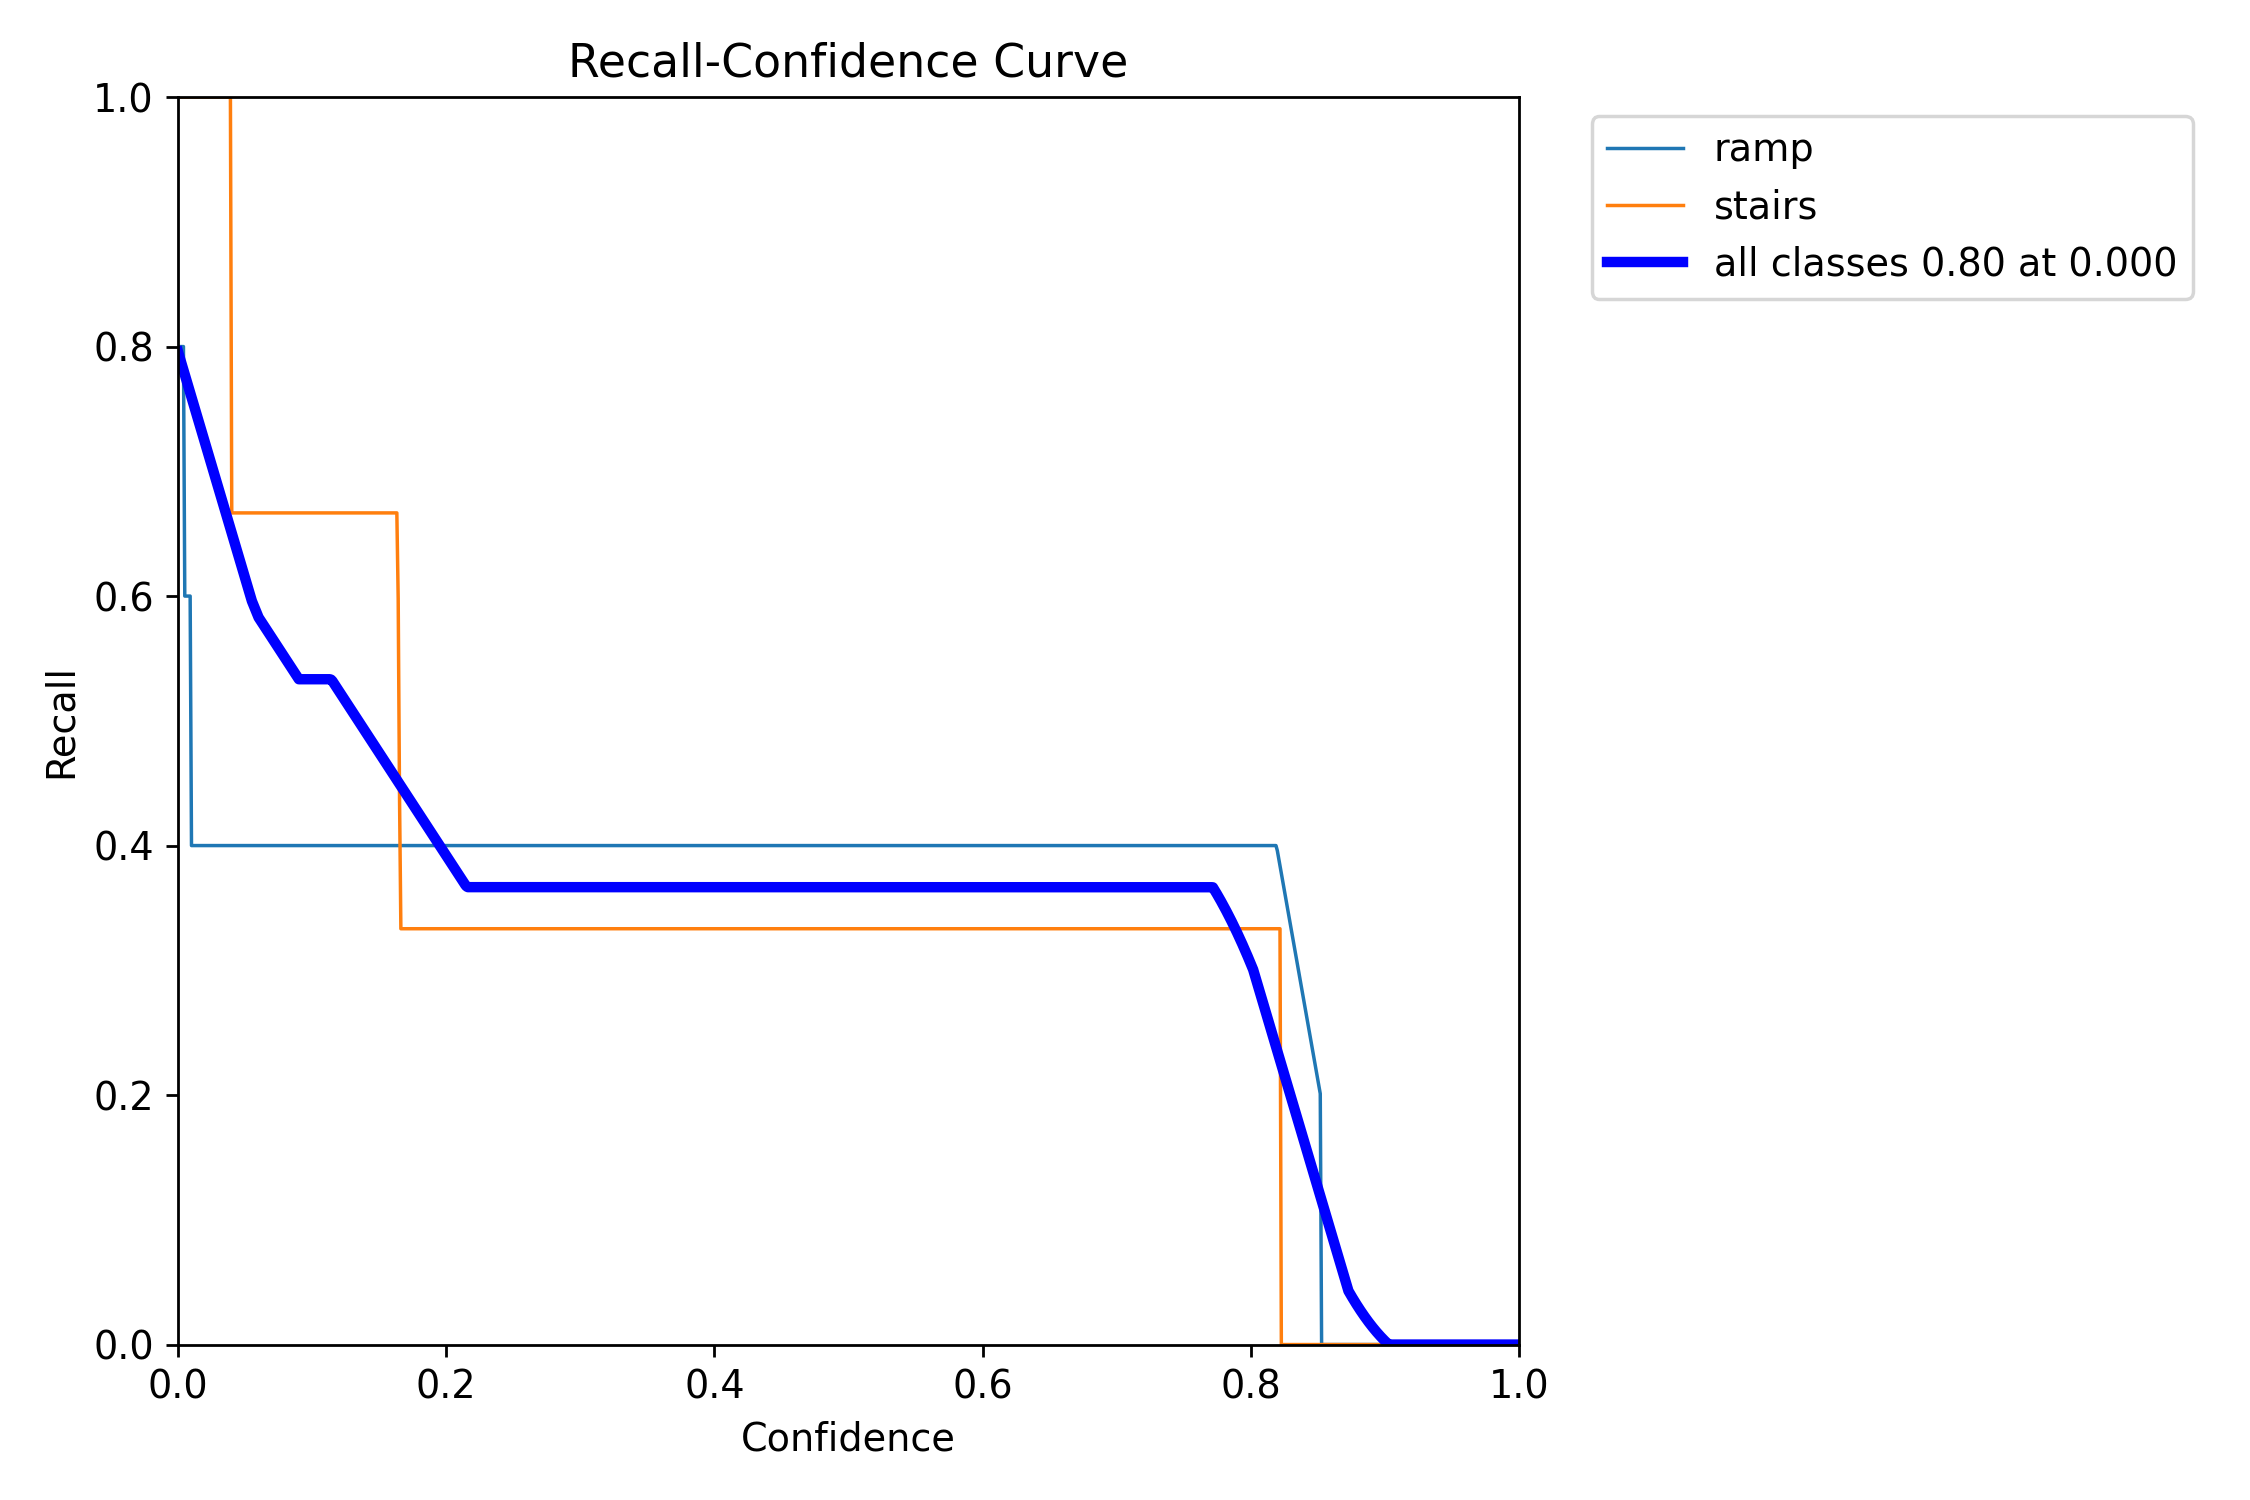 Recall-Confidence Curve
1.0
0.8
0.6
0.4
0.2
0.0
Recall
0.0 0.2 0.4 0.6 0.8 1.0
Confidence
ramp
stairs
all classes 0.80 at 0.000